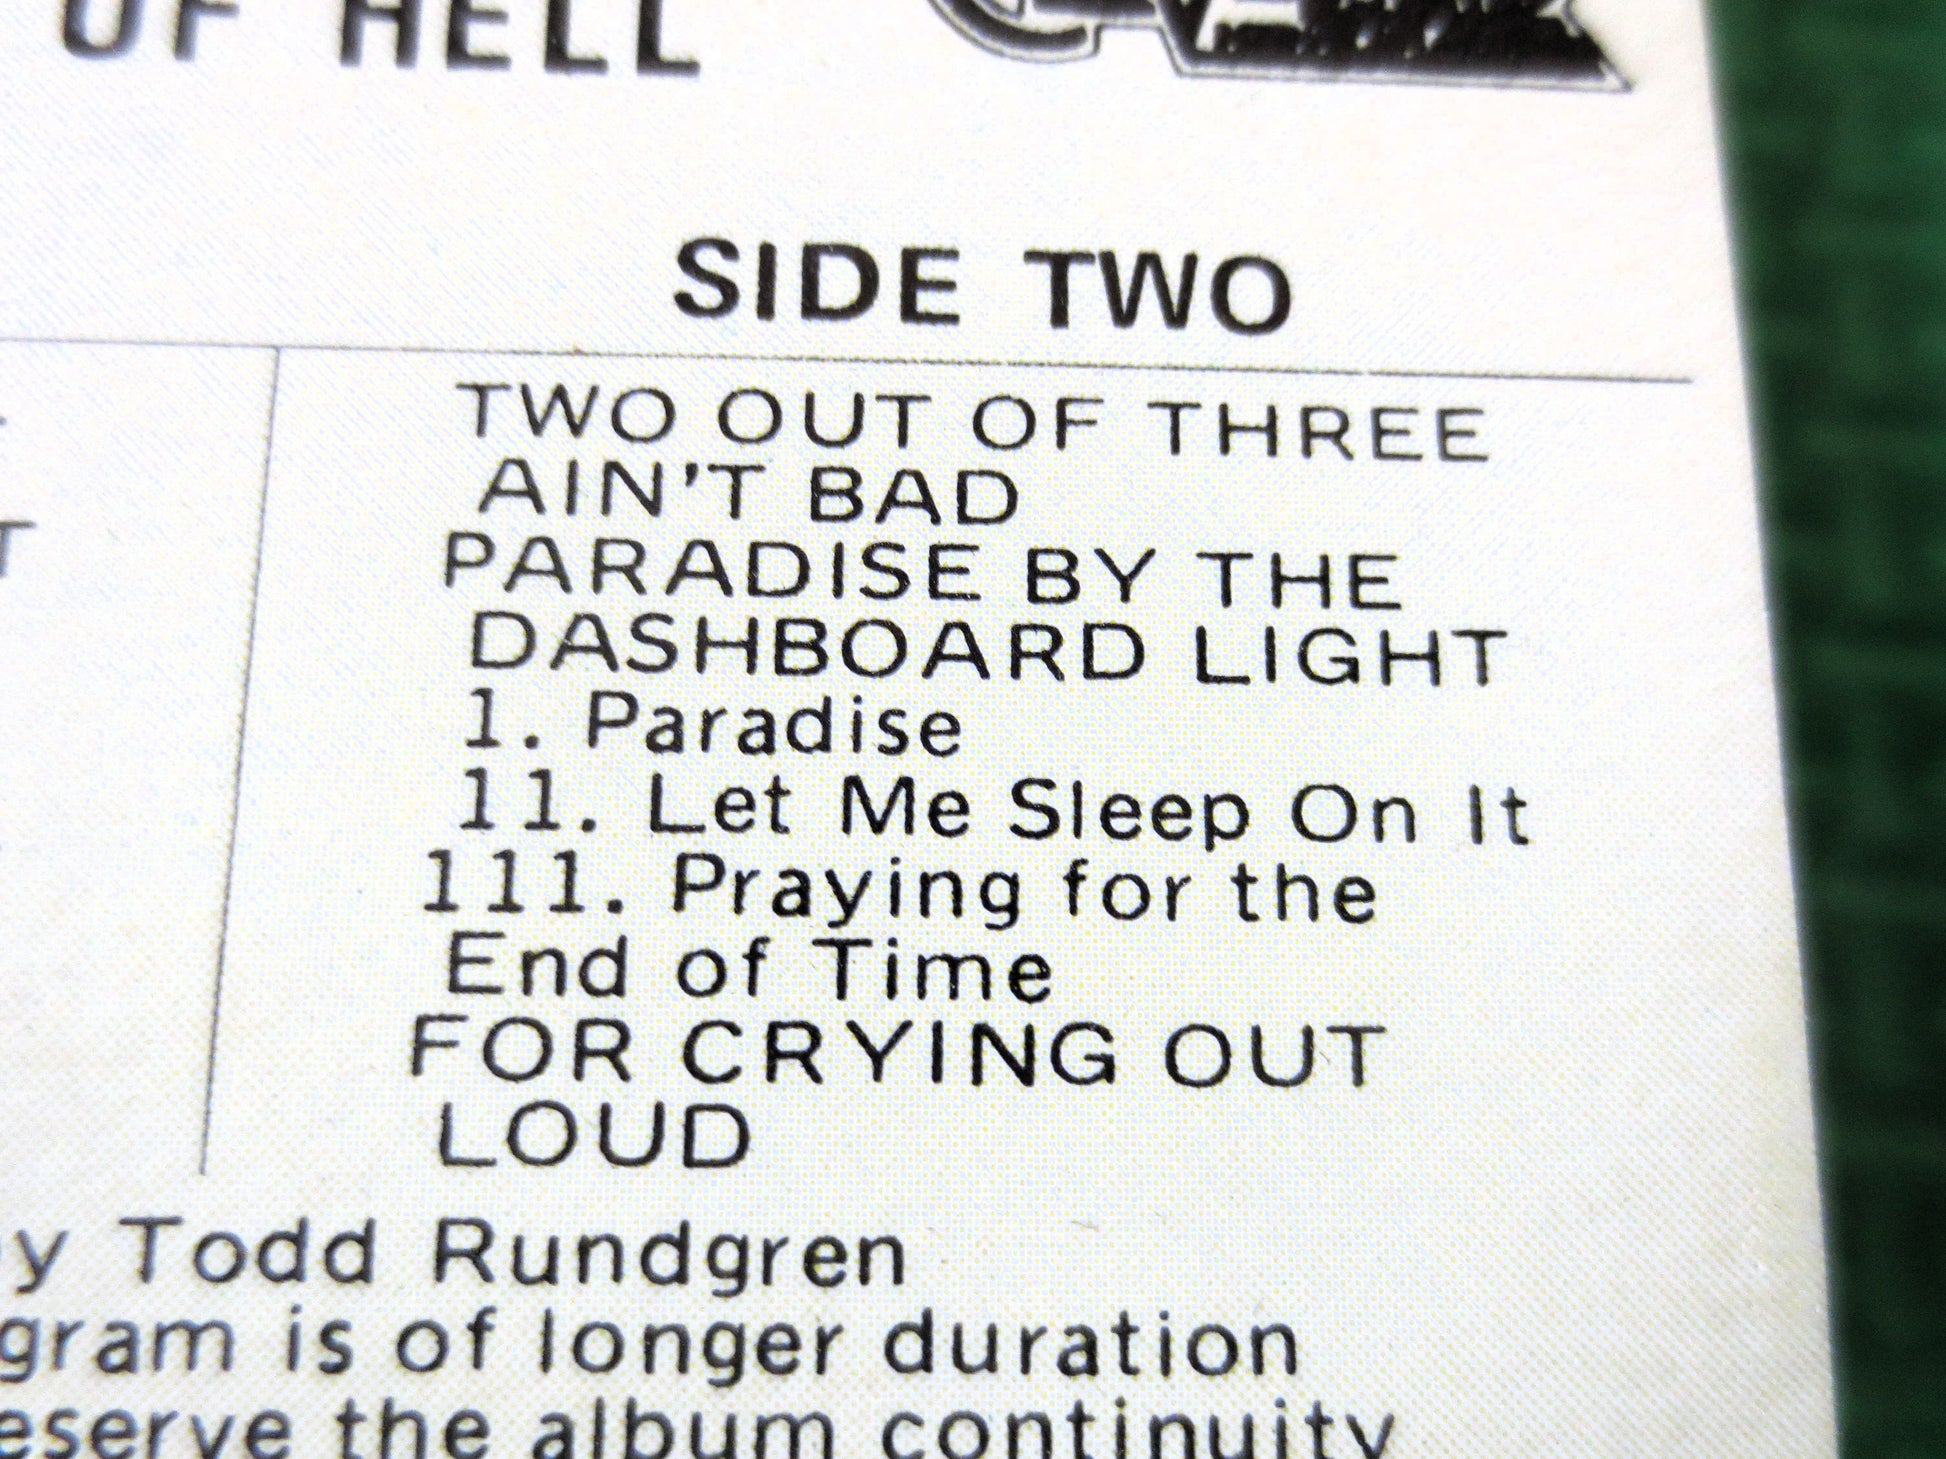 OF HELL
SIDE TWO
TWO OUT OF THREE
AIN'T BAD
PARADISE BY THE
DASHBOARD LIGHT
1. Paradise
11. Let Me Sleep On It
111. Praying for the
End of Time
FOR CRYING OUT
LOUD
y Todd Rundgren
gram is of longer duration
eserve the album continuity